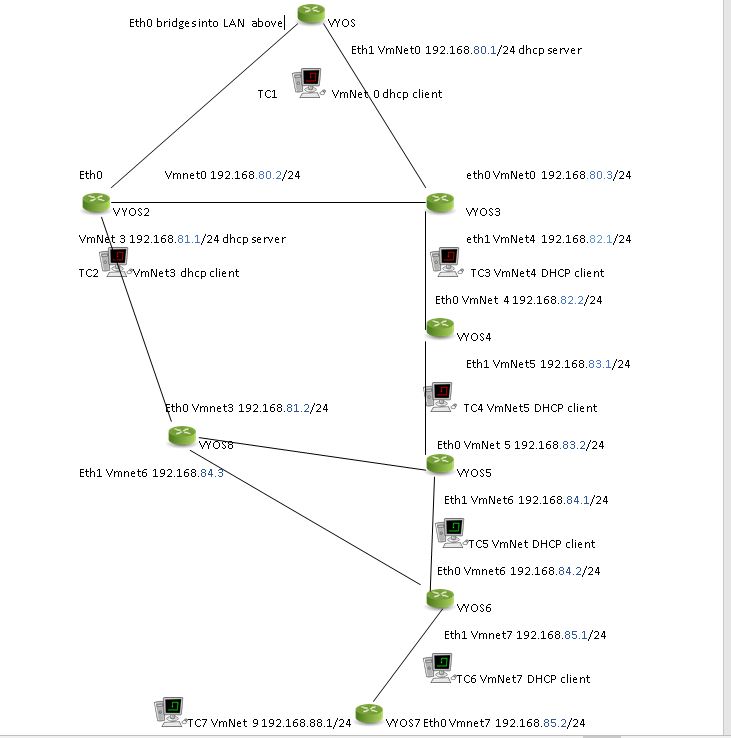 Eth0 bridges into LAN above
VYOS
Eth1 VmNet0 192.168.80.1/24 dhcp server
TC1 VmNet 0 dhcp client
Eth0 Vmnet0 192.168.80.2/24
eth0 VmNet0 192.168.80.3/24
VYOS2
VYOS3
VmNet 3 192.168.81.1/24 dhcp server
eth1 VmNet4 192.168.82.1/24
TC2 VmNet3 dhcp client
TC3 VmNet4 DHCP client
Eth0 VmNet 4 192.168.82.2/24
VYOS4
Eth1 VmNet5 192.168.83.1/24
Eth0 Vmnet3 192.168.81.2/24
TC4 VmNet5 DHCP client
VYOS8
Eth0 VmNet 5 192.168.83.2/24
Eth1 Vmnet6 192.168.84.3
VYOS5
Eth1 VmNet6 192.168.84.1/24
TC5 VmNet DHCP client
Eth0 Vmnet6 192.168.84.2/24
VYOS6
Eth1 Vmnet7 192.168.85.1/24
TC6 VmNet7 DHCP client
TC7 VmNet 9 192.168.88.1/24
VYOS7 Eth0 Vmnet7 192.168.85.2/24